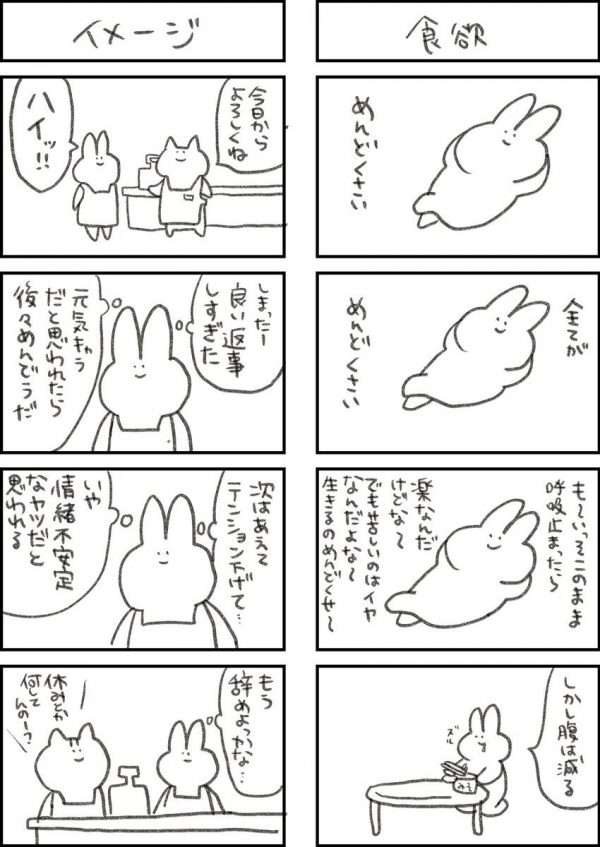 食欲
めんどくさい
全てが
めんどくさい
も〜いっそこのまま
呼吸止まったら
楽なんだ
けどな〜
でも苦しいのはイヤ
なんだよな〜
生きるのめんどくせ〜
しかし腹は減る
ズル
みそ
イメージ
今日から
よろしくね
ハイッ!!
しまったー
良い返事
しすぎた
元気キャラ
だと思われたら
後々めんどうだ
次はあえて
テンション下げて…
いや
情緒不安定
なヤツだと
思われる
もう
辞めよっかな…
休みとか
何して
んのー?